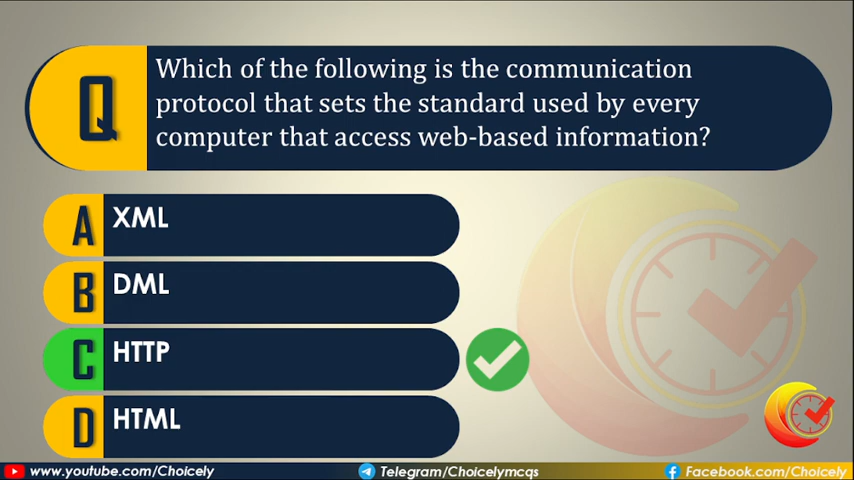 Q
Which of the following is the communication
protocol that sets the standard used by every
computer that access web-based information?
A XML
B DML
C HTTP
D HTML
www.youtube.com/Choicely Telegram/Choicelymcqs Facebook.com/Choicely